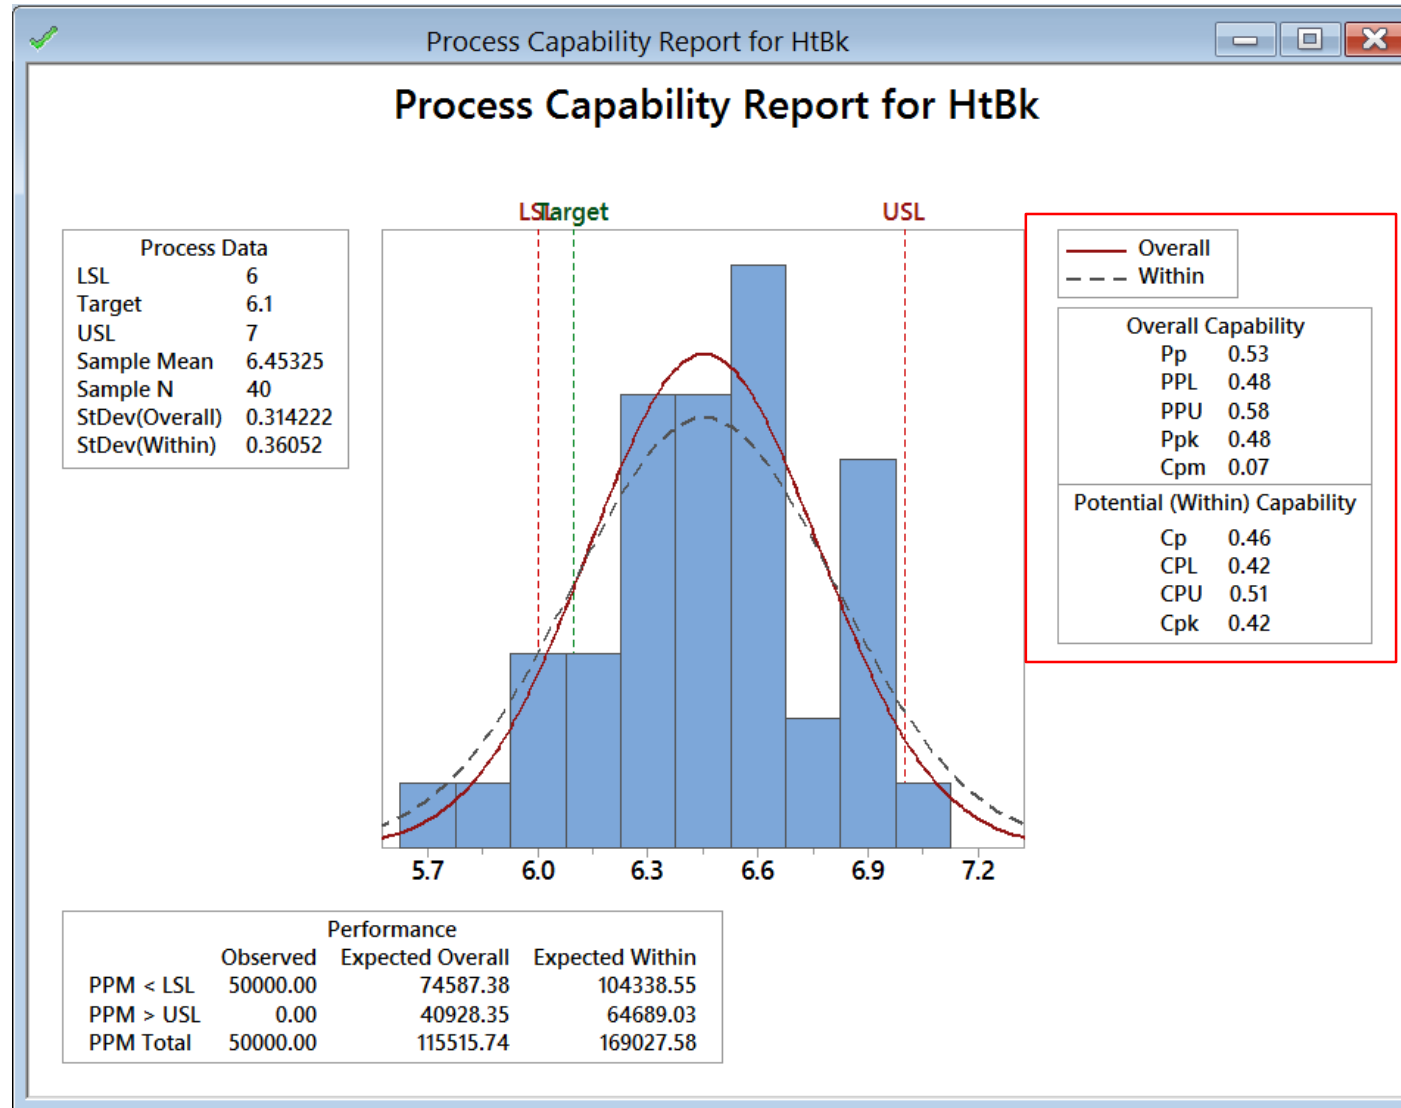 Process Capability Report for HtBk
Process Capability Report for HtBk
LSL Target USL
Process Data
LSL 6
Target 6.1
USL 7
Sample Mean 6.45325
Sample N 40
StDev(Overall) 0.314222
StDev(Within) 0.36052
Overall
Within
Overall Capability
Pp 0.53
PPL 0.48
PPU 0.58
Ppk 0.48
Cpm 0.07
Potential (Within) Capability
Cp 0.46
CPL 0.42
CPU 0.51
Cpk 0.42
5.7 6.0 6.3 6.6 6.9 7.2
Performance
Observed Expected Overall Expected Within
PPM < LSL 50000.00 74587.38 104338.55
PPM > USL 0.00 40928.35 64689.03
PPM Total 50000.00 115515.74 169027.58